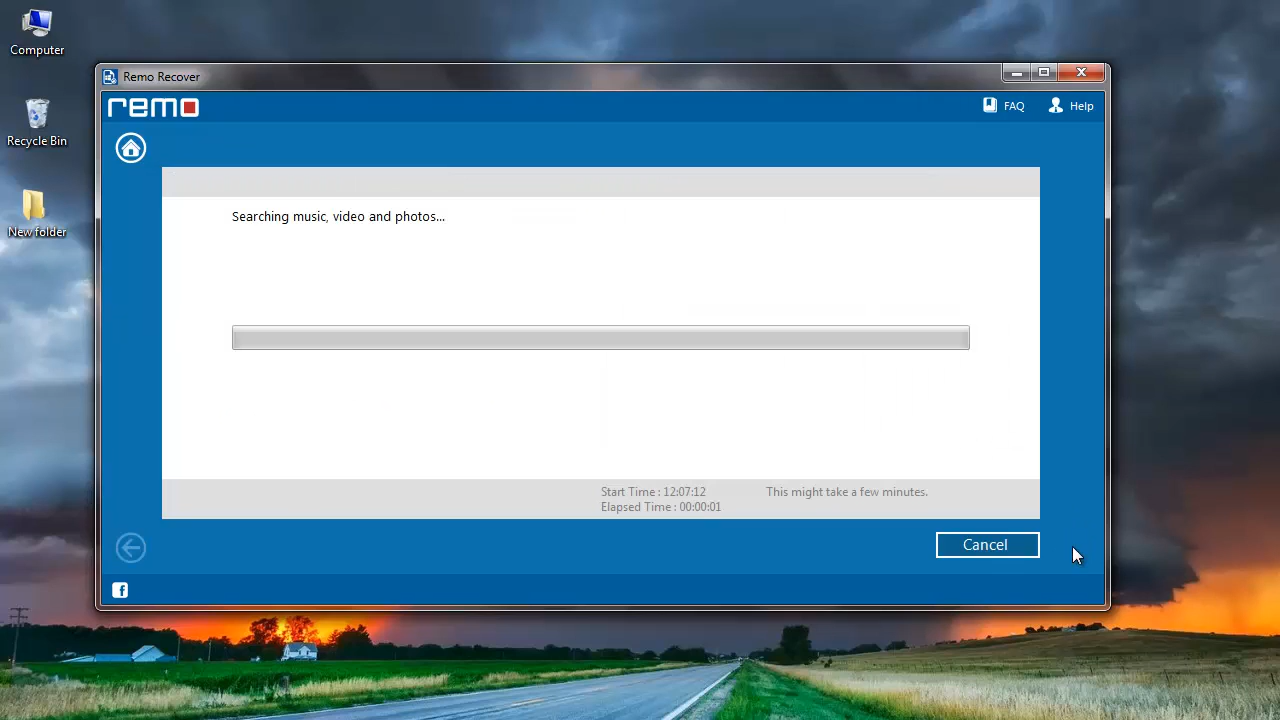 Computer
Recycle Bin
New folder
Remo Recover
remo
FAQ
Help
Searching music, video and photos...
Start Time : 12:07:12
This might take a few minutes.
Elapsed Time : 00:00:01
Cancel
f